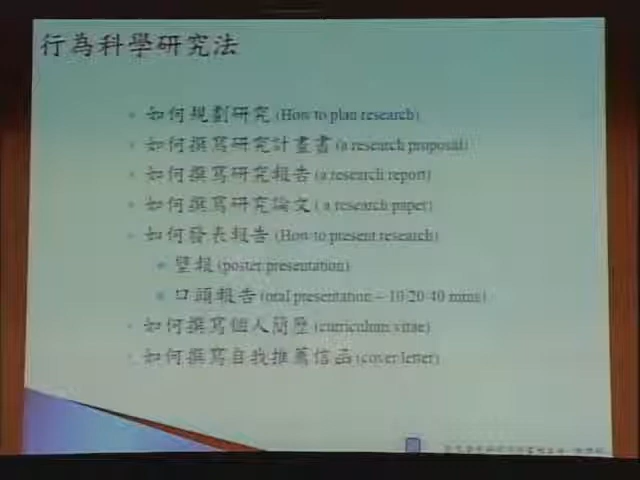 行為科學研究法
如何規劃研究 (How to plan research)
如何撰寫研究計畫書 (a research proposal)
如何撰寫研究報告 (a research report)
如何撰寫研究論文 (a research paper)
如何發表報告 (How to present research)
壁報 (poster presentation)
口頭報告 (oral presentation – 10/20/40 mins)
如何撰寫個人簡歷 (curriculum vitae)
如何撰寫自我推薦信函 (cover letter)